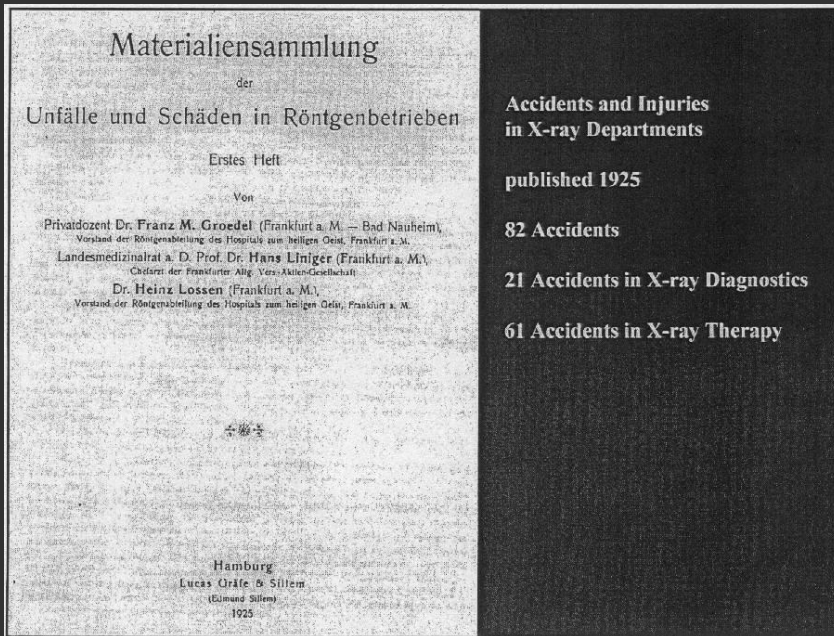 Materialiensammlung
der
Unfälle und Schäden in Röntgenbetrieben
Erstes Heft
Von
Privatdozent Dr. Franz M. Groedel (Frankfurt a. M. — Bad Nauheim),
Vorstand der Röntgenabteilung des Hospitals zum heiligen Geist, Frankfurt a. M.
Landesmedizinalrat a. D. Prof. Dr. Hans Liniger (Frankfurt a. M.),
Chefarzt der Frankfurter Allg. Vers.-Aktien-Gesellschaft
Dr. Heinz Lossen (Frankfurt a. M.),
Vorstand der Röntgenabteilung des Hospitals zum heiligen Geist, Frankfurt a. M.
Hamburg
Lucas Gräfe & Sillem
(Edmund Sillem)
1925
Accidents and Injuries
in X-ray Departments
published 1925
82 Accidents
21 Accidents in X-ray Diagnostics
61 Accidents in X-ray Therapy